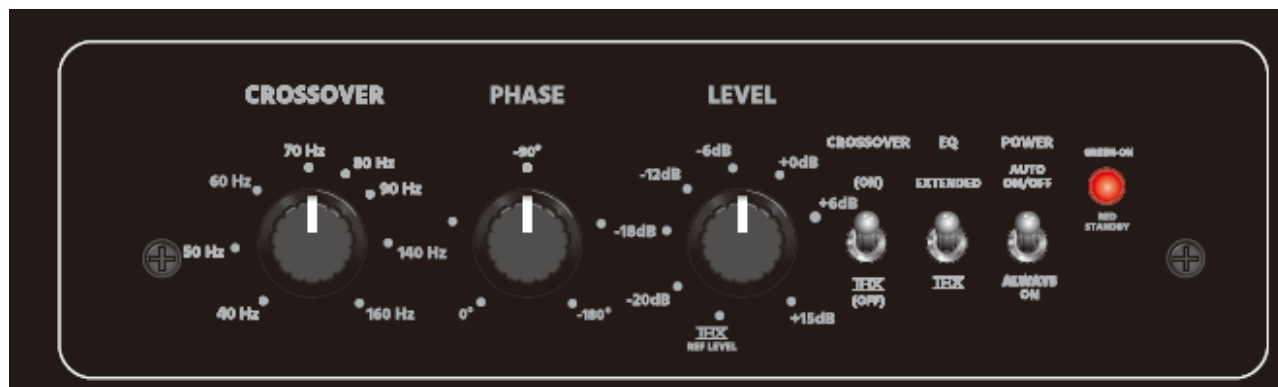 CROSSOVER
PHASE
LEVEL
40 Hz
50 Hz
60 Hz
70 Hz
80 Hz
90 Hz
140 Hz
160 Hz
0°
-90°
-180°
THX
REF LEVEL
-20dB
-18dB
-12dB
-6dB
+0dB
+6dB
+15dB
CROSSOVER
(ON)
THX
(OFF)
EQ
EXTENDED
THX
POWER
AUTO
ON/OFF
ALWAYS
ON
GREEN-ON
RED
STANDBY